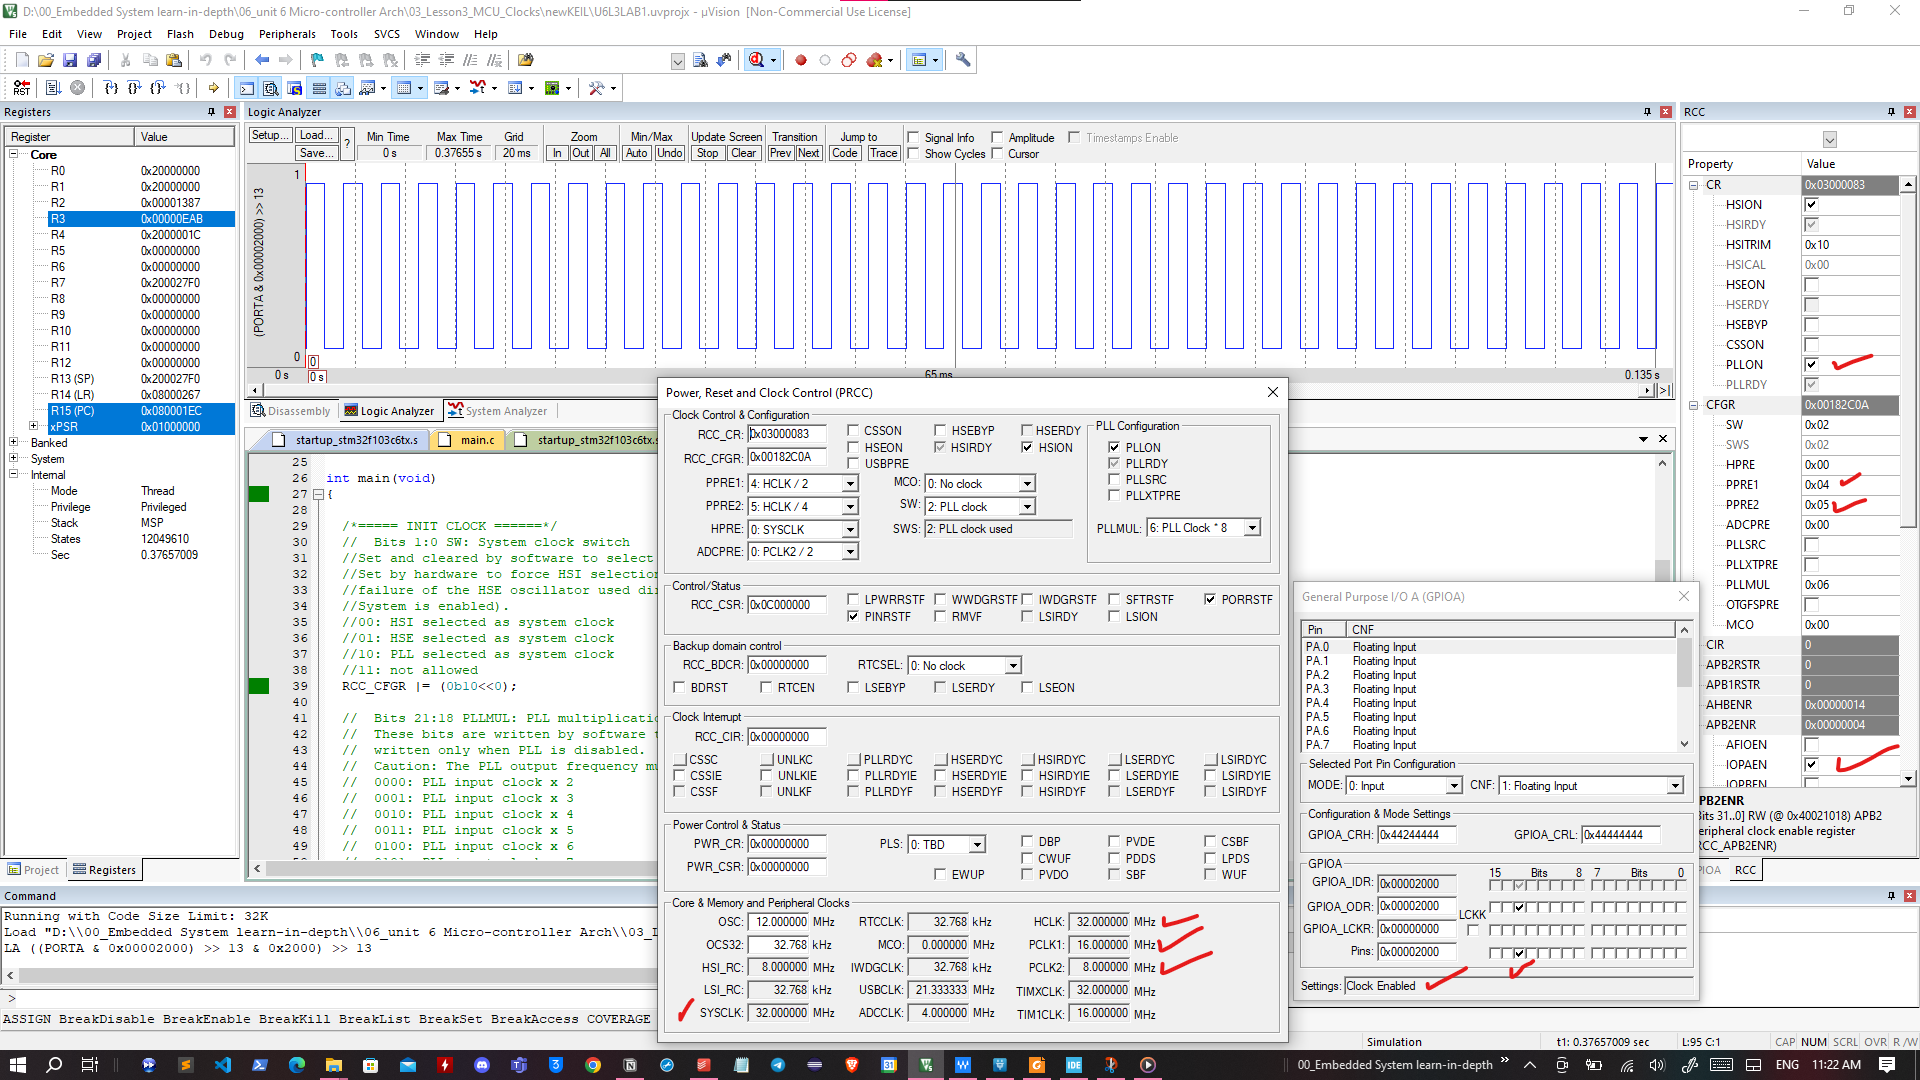 D:\00_Embedded System learn-in-depth\06_unit 6 Micro-controller Arch\03_Lesson3_MCU_Clocks\newKEIL\U6L3LAB1.uvprojx - µVision [Non-Commercial Use License]
File Edit View Project Flash Debug Peripherals Tools SVCS Window Help
Registers
Register Value
Core
R0 0x20000000
R1 0x20000000
R2 0x00001387
R3 0x00000EAB
R4 0x2000001C
R5 0x00000000
R6 0x00000000
R7 0x200027F0
R8 0x00000000
R9 0x00000000
R10 0x00000000
R11 0x00000000
R12 0x00000000
R13 (SP) 0x200027F0
R14 (LR) 0x08000267
R15 (PC) 0x080001EC
xPSR 0x01000000
Banked
System
Internal
Mode Thread
Privilege Privileged
Stack MSP
States 12049610
Sec 0.37657009
Project Registers
Logic Analyzer
Setup... Load... Save... ?
Min Time Max Time Grid Zoom Min/Max Update Screen Transition Jump to
0 s 0.37655 s 20 ms In Out All Auto Undo Stop Clear Prev Next Code Trace
Signal Info Amplitude Timestamps Enable
Show Cycles Cursor
(PORTA & 0x00002000) >> 13
1
0
0
0 s 0 s 65 ms 0.135 s
Disassembly Logic Analyzer System Analyzer
startup_stm32f103c6tx.s main.c startup_stm32f103c6tx.s
25
26 int main(void)
27 {
28
29 /*===== INIT CLOCK ======*/
30 // Bits 1:0 SW: System clock switch
31 //Set and cleared by software to select
32 //Set by hardware to force HSI selection
33 //failure of the HSE oscillator used di
34 //System is enabled).
35 //00: HSI selected as system clock
36 //01: HSE selected as system clock
37 //10: PLL selected as system clock
38 //11: not allowed
39 RCC_CFGR |= (0b10<<0);
40
41 // Bits 21:18 PLLMUL: PLL multiplicatio
42 // These bits are written by software
43 // written only when PLL is disabled.
44 // Caution: The PLL output frequency mu
45 // 0000: PLL input clock x 2
46 // 0001: PLL input clock x 3
47 // 0010: PLL input clock x 4
48 // 0011: PLL input clock x 5
49 // 0100: PLL input clock x 6
Power, Reset and Clock Control (PRCC)
Clock Control & Configuration
RCC_CR: 0x03000083 CSSON HSEBYP HSERDY
RCC_CFGR: 0x00182C0A HSEON HSIRDY HSION
USBPRE
PPRE1: 4: HCLK / 2 MCO: 0: No clock
PPRE2: 5: HCLK / 4 SW: 2: PLL clock
HPRE: 0: SYSCLK SWS: 2: PLL clock used
ADCPRE: 0: PCLK2 / 2
PLL Configuration
PLLON
PLLRDY
PLLSRC
PLLXTPRE
PLLMUL: 6: PLL Clock * 8
Control/Status
RCC_CSR: 0x0C000000 LPWRRSTF WWDGRSTF IWDGRSTF SFTRSTF PORRSTF
PINRSTF RMVF LSIRDY LSION
Backup domain control
RCC_BDCR: 0x00000000 RTCSEL: 0: No clock
BDRST RTCEN LSEBYP LSERDY LSEON
Clock Interrupt
RCC_CIR: 0x00000000
CSSC UNLKC PLLRDYC HSERDYC HSIRDYC LSERDYC LSIRDYC
CSSIE UNLKIE PLLRDYIE HSERDYIE HSIRDYIE LSERDYIE LSIRDYIE
CSSF UNLKF PLLRDYF HSERDYF HSIRDYF LSERDYF LSIRDYF
Power Control & Status
PWR_CR: 0x00000000 PLS: 0: TBD DBP PVDE CSBF
PWR_CSR: 0x00000000 CWUF PDDS LPDS
EWUP PVDO SBF WUF
Core & Memory and Peripheral Clocks
OSC: 12.000000 MHz RTCCLK: 32.768 kHz HCLK: 32.000000 MHz
OCS32: 32.768 kHz MCO: 0.000000 MHz PCLK1: 16.000000 MHz
HSI_RC: 8.000000 MHz IWDGCLK: 32.768 kHz PCLK2: 8.000000 MHz
LSI_RC: 32.768 kHz USBCLK: 21.333333 MHz TIMXCLK: 32.000000 MHz
SYSCLK: 32.000000 MHz ADCCLK: 4.000000 MHz TIM1CLK: 16.000000 MHz
General Purpose I/O A (GPIOA)
Pin CNF
PA.0 Floating Input
PA.1 Floating Input
PA.2 Floating Input
PA.3 Floating Input
PA.4 Floating Input
PA.5 Floating Input
PA.6 Floating Input
PA.7 Floating Input
Selected Port Pin Configuration
MODE: 0: Input CNF: 1: Floating Input
Configuration & Mode Settings
GPIOA_CRH: 0x44244444 GPIOA_CRL: 0x44444444
GPIOA
15 Bits 8 7 Bits 0
GPIOA_IDR: 0x00002000
GPIOA_ODR: 0x00002000
LCKK
GPIOA_LCKR: 0x00000000
Pins: 0x00002000
Settings: Clock Enabled
RCC
Property Value
CR 0x03000083
HSION
HSIRDY
HSITRIM 0x10
HSICAL 0x00
HSEON
HSERDY
HSEBYP
CSSON
PLLON
PLLRDY
CFGR 0x00182C0A
SW 0x02
SWS 0x02
HPRE 0x00
PPRE1 0x04
PPRE2 0x05
ADCPRE 0x00
PLLSRC
PLLXTPRE
PLLMUL 0x06
OTGFSPRE
MCO 0x00
CIR 0
APB2RSTR 0
APB1RSTR 0
AHBENR 0x00000014
APB2ENR 0x00000004
AFIOEN
IOPAEN
IOPBEN
PB2ENR
Bits 31..0] RW (@ 0x40021018) APB2
eripheral clock enable register
RCC_APB2ENR)
IOA RCC
Command
Running with Code Size Limit: 32K
Load "D:\\00_Embedded System learn-in-depth\\06_unit 6 Micro-controller Arch\\03_L
LA ((PORTA & 0x00002000) >> 13 & 0x2000) >> 13
>
ASSIGN BreakDisable BreakEnable BreakKill BreakList BreakSet BreakAccess COVERAGE
Simulation t1: 0.37657009 sec L:95 C:1 CAP NUM SCRL OVR R/W
00_Embedded System learn-in-depth ENG 11:22 AM